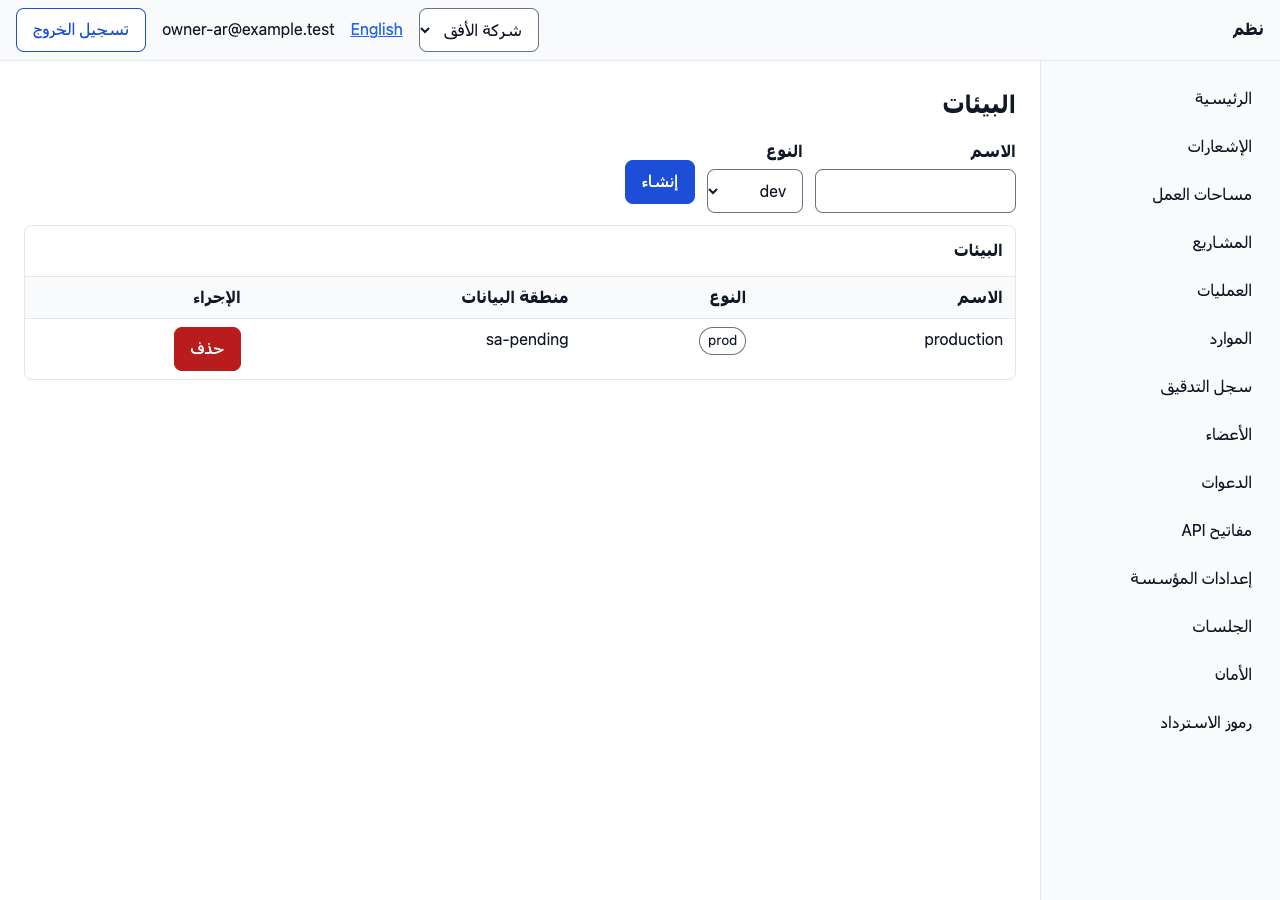 نظم
شركة الأفق
English
owner-ar@example.test
تسجيل الخروج
الرئيسية
الإشعارات
مساحات العمل
المشاريع
العمليات
الموارد
سجل التدقيق
الأعضاء
الدعوات
مفاتيح API
إعدادات المؤسسة
الجلسات
الأمان
رموز الاسترداد
البيئات
الاسم
النوع
dev
إنشاء
البيئات
الاسم النوع منطقة البيانات الإجراء
production prod sa-pending حذف